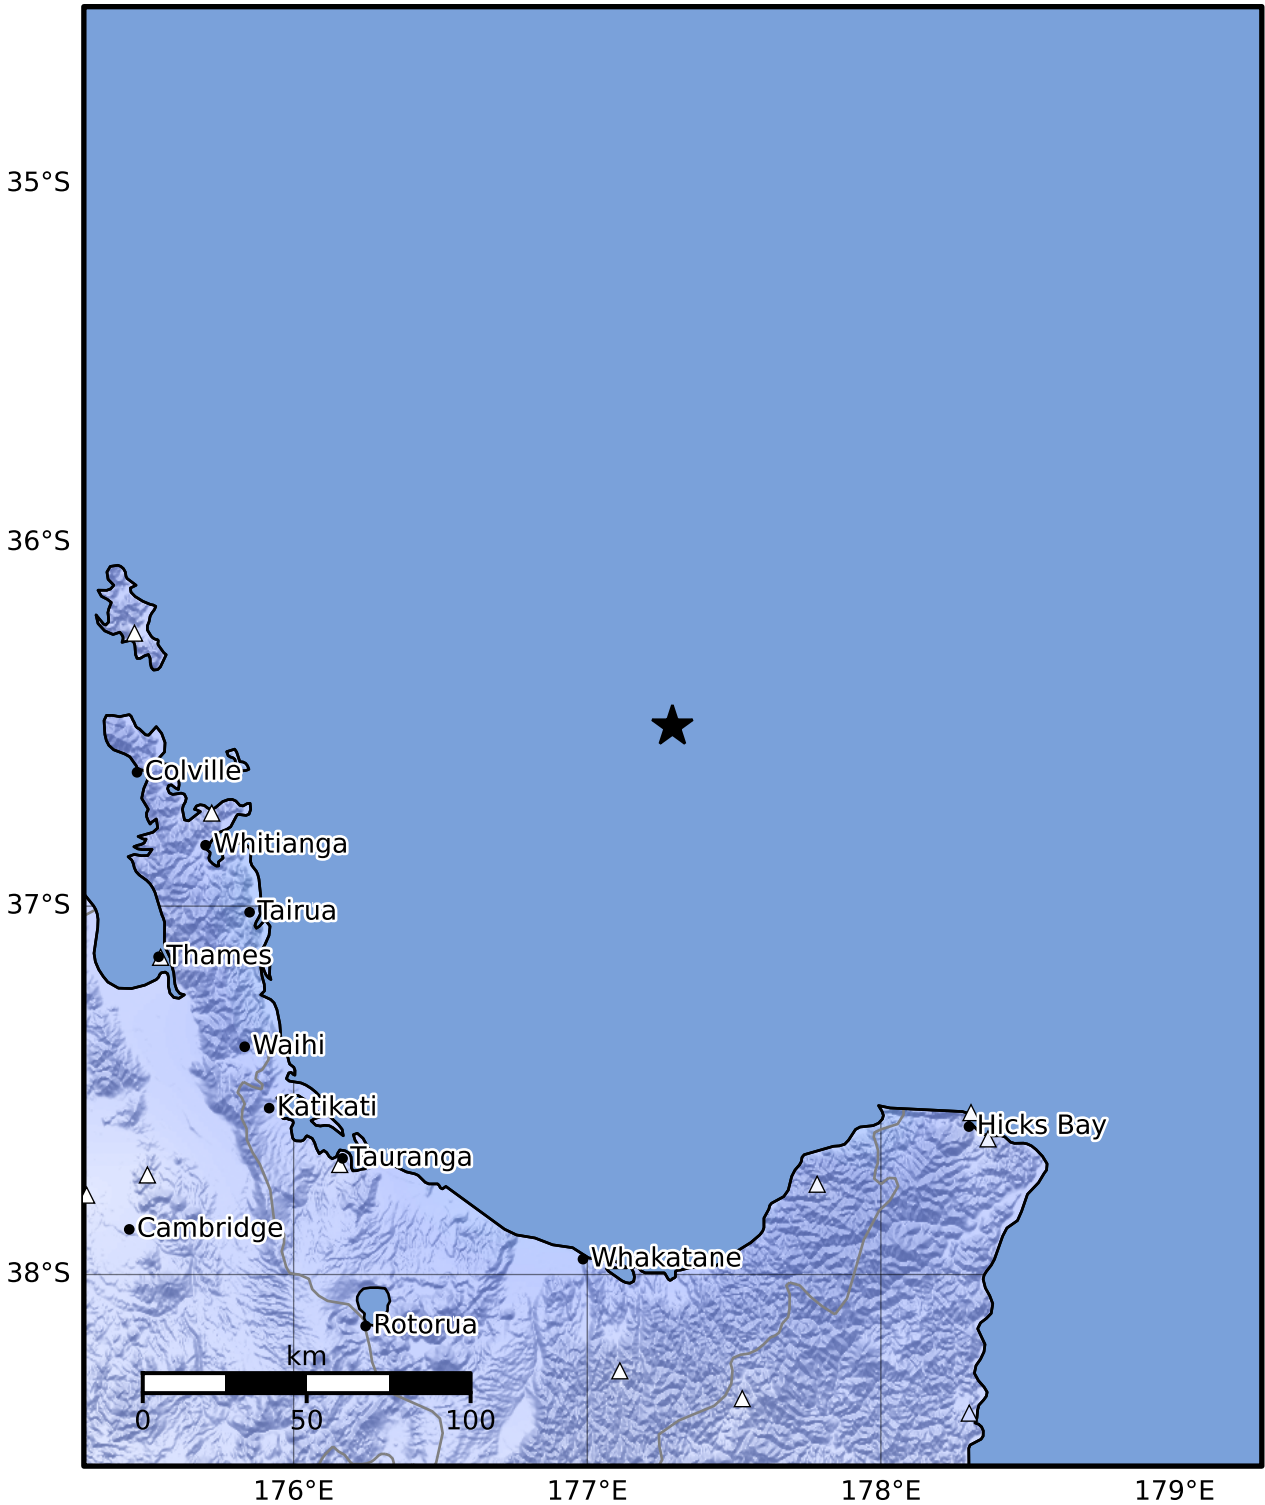 35°S
36°S
Colville
Whitianga
37°S
Tairua
Thames
Waihi
Katikati
Hicks Bay
Tauranga
Cambridge
Whakatane
38°S
Rotorua
km
0 50 100
176°E 177°E 178°E 179°E